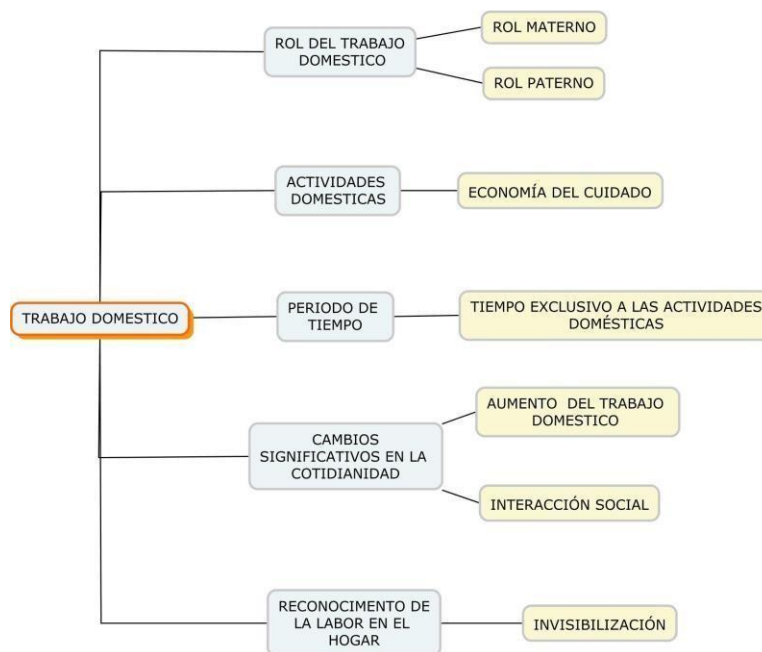 ROL DEL TRABAJO
DOMESTICO
ROL MATERNO
ROL PATERNO
ACTIVIDADES
DOMESTICAS
ECONOMÍA DEL CUIDADO
TRABAJO DOMESTICO
PERIODO DE
TIEMPO
TIEMPO EXCLUSIVO A LAS ACTIVIDADES
DOMÉSTICAS
CAMBIOS
SIGNIFICATIVOS EN LA
COTIDIANIDAD
AUMENTO DEL TRABAJO
DOMESTICO
INTERACCIÓN SOCIAL
RECONOCIMENTO DE
LA LABOR EN EL
HOGAR
INVISIBILIZACIÓN